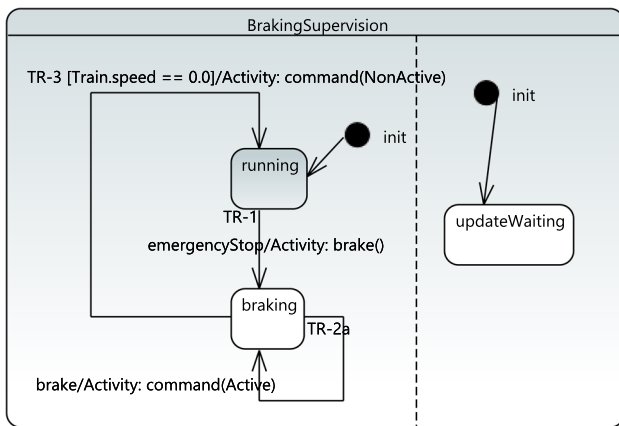 BrakingSupervision
TR-3 [Train.speed == 0.0]/Activity: command(NonActive)
init
init
running
TR-1
updateWaiting
emergencyStop/Activity: brake()
braking
TR-2a
brake/Activity: command(Active)